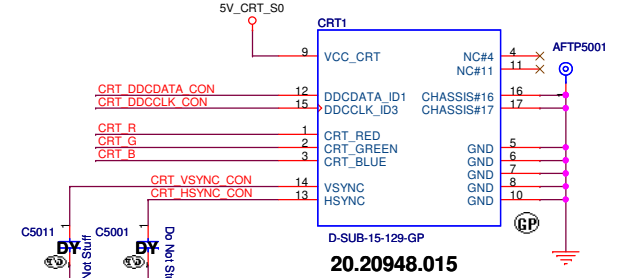 5V_CRT_S0
CRT1
AFTP5001
9 VCC_CRT NC#4 4
NC#11 11
CRT_DDCDATA_CON 12 DDCDATA_ID1 CHASSIS#16 16
CRT_DDCCLK_CON 15 DDCCLK_ID3 CHASSIS#17 17
CRT_R 1 CRT_RED GND 5
CRT_G 2 CRT_GREEN GND 6
CRT_B 3 CRT_BLUE GND 7
CRT_VSYNC_CON 14 VSYNC GND 8
CRT_HSYNC_CON 13 HSYNC GND 10
GP
D-SUB-15-129-GP
20.20948.015
C5011 1 DY Not Stuff
C5001 1 DY Do Not